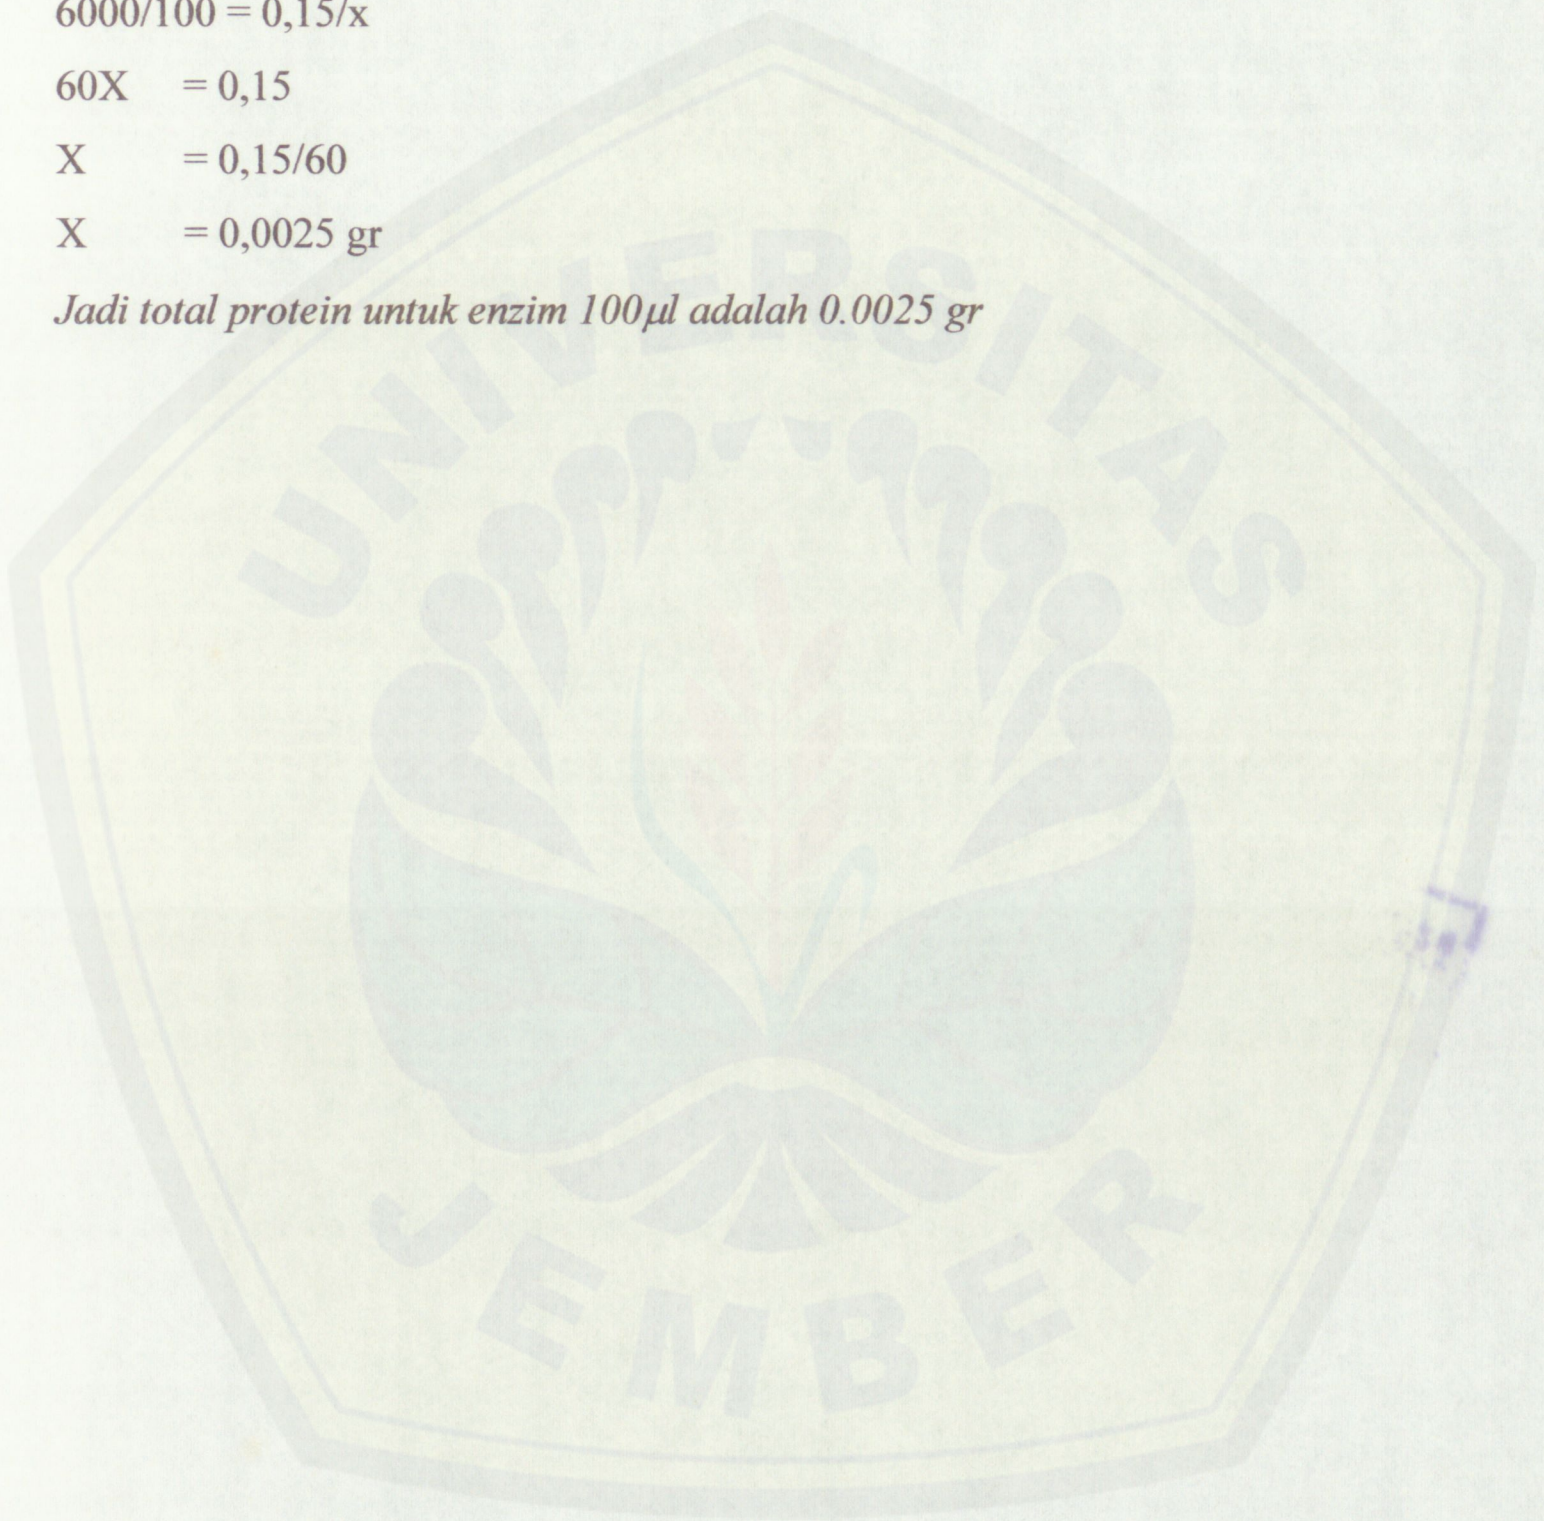 6000/100 = 0,15/x
60X = 0,15
X = 0,15/60
X = 0,0025 gr
Jadi total protein untuk enzim 100µl adalah 0.0025 gr
UNIVERSITAS
JEMBER